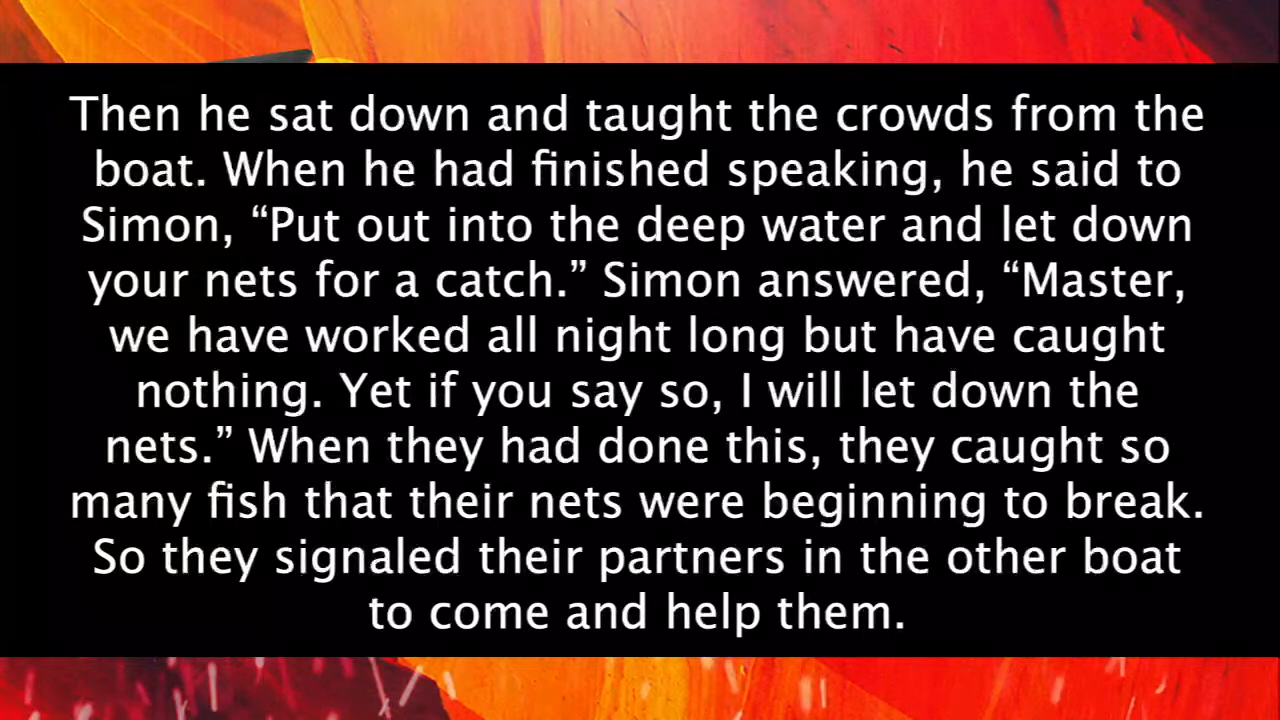 Then he sat down and taught the crowds from the
boat. When he had finished speaking, he said to
Simon, “Put out into the deep water and let down
your nets for a catch.” Simon answered, “Master,
we have worked all night long but have caught
nothing. Yet if you say so, I will let down the
nets.” When they had done this, they caught so
many fish that their nets were beginning to break.
So they signaled their partners in the other boat
to come and help them.